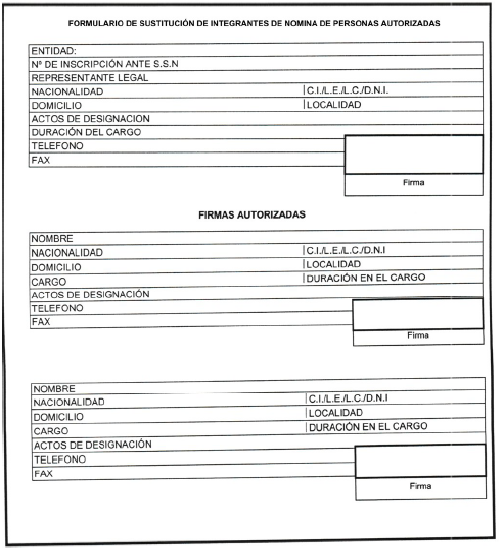 FORMULARIO DE SUSTITUCIÓN DE INTEGRANTES DE NOMINA DE PERSONAS AUTORIZADAS
ENTIDAD:
Nº DE INSCRIPCIÓN ANTE S.S.N
REPRESENTANTE LEGAL
NACIONALIDAD C.I./L.E./L.C./D.N.I.
DOMICILIO LOCALIDAD
ACTOS DE DESIGNACION
DURACIÓN DEL CARGO
TELEFONO
FAX
Firma
FIRMAS AUTORIZADAS
NOMBRE
NACIONALIDAD C.I./L.E./L.C./D.N.I
DOMICILIO LOCALIDAD
CARGO DURACIÓN EN EL CARGO
ACTOS DE DESIGNACIÓN
TELEFONO
FAX
Firma
NOMBRE
NACIONALIDAD C.I./L.E./L.C./D.N.I
DOMICILIO LOCALIDAD
CARGO DURACIÓN EN EL CARGO
ACTOS DE DESIGNACIÓN
TELEFONO
FAX
Firma